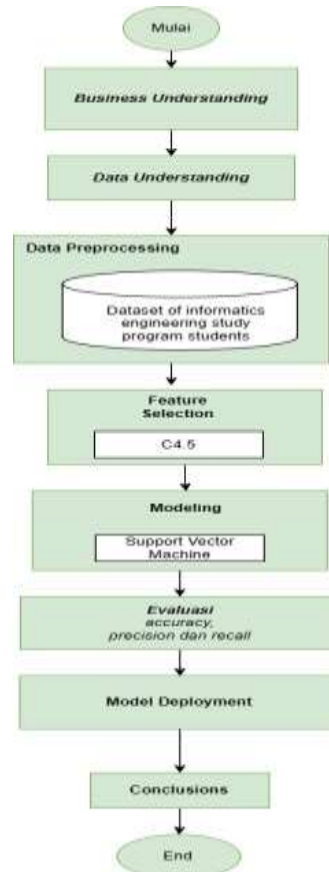 Mulai
Business Understanding
Data Understanding
Data Preprocessing
Dataset of informatics
engineering study
program students
Feature
Selection
C4.5
Modeling
Support Vector
Machine
Evaluasi
accuracy,
precision dan recall
Model Deployment
Conclusions
End